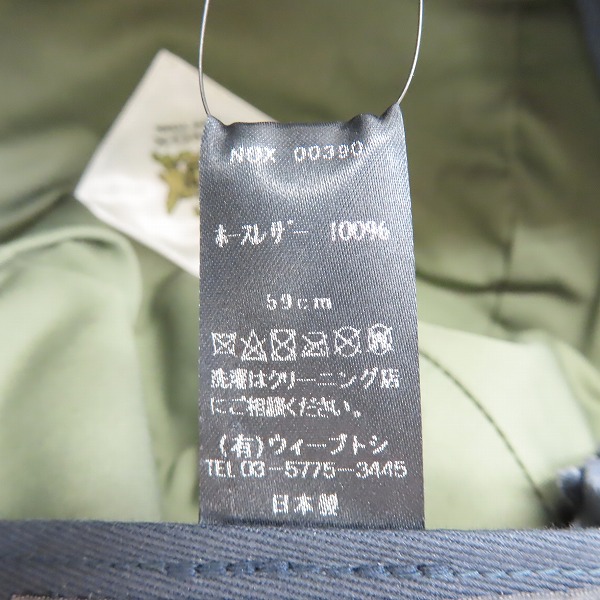 NOX 00390
ホースレザー 100%
59cm
洗濯はクリーニング店
にご相談ください。
(有)ウィーブトシ
TEL 03-5775-3445
日本製